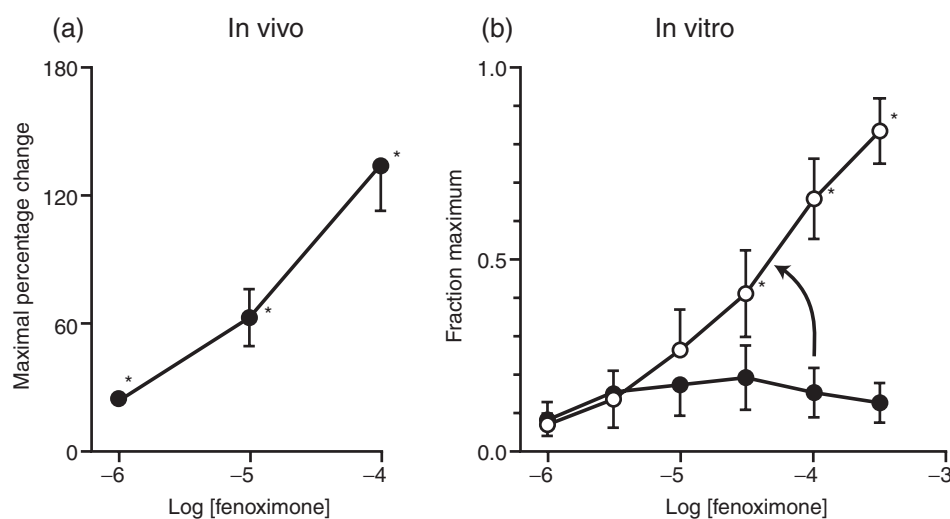 (a) In vivo
180
120
60
0
Maximal percentage change
*
*
*
–6 –5 –4
Log [fenoximone]
(b) In vitro
1.0
0.5
0.0
Fraction maximum
*
*
*
–6 –5 –4 –3
Log [fenoximone]